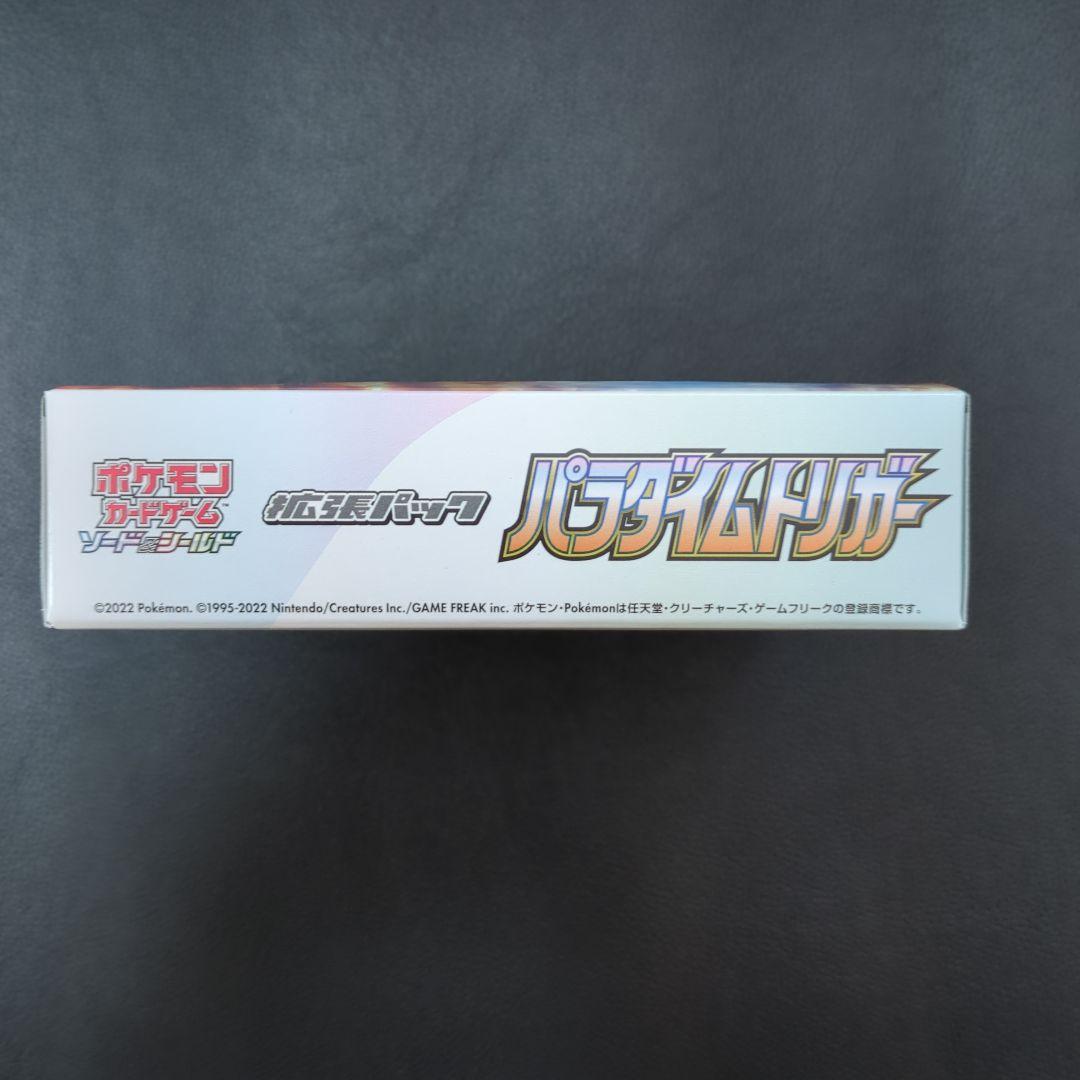 ポケモン
カードゲーム™
ソード&シールド
拡張パック
パラダイムトリガー
©2022 Pokémon. ©1995-2022 Nintendo/Creatures Inc./GAME FREAK inc. ポケモン・Pokémonは任天堂・クリーチャーズ・ゲームフリークの登録商標です。